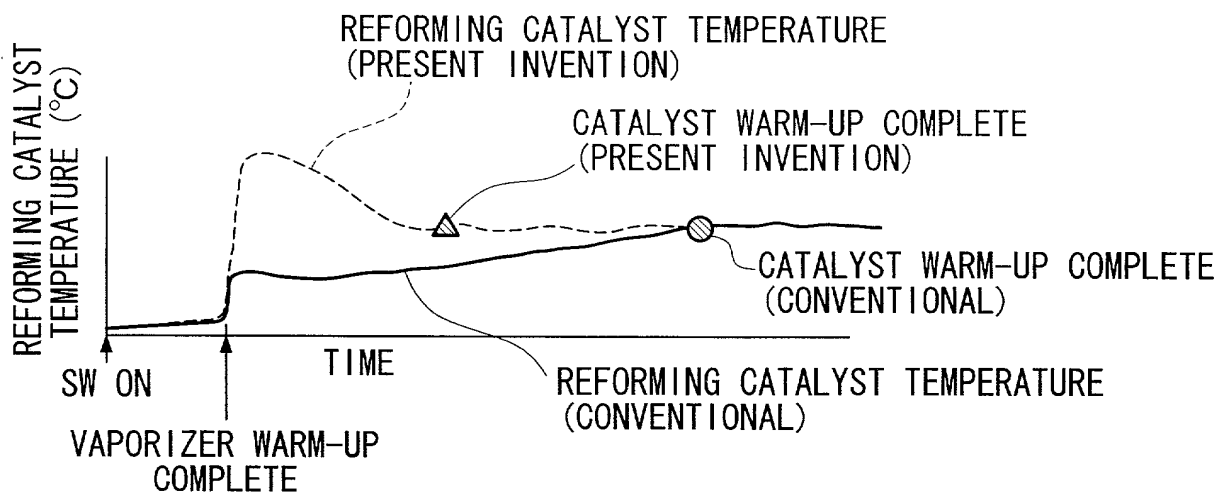 REFORMING CATALYST TEMPERATURE
(PRESENT INVENTION)
REFORMING CATALYST
TEMPERATURE (°C)
CATALYST WARM-UP COMPLETE
(PRESENT INVENTION)
CATALYST WARM-UP COMPLETE
(CONVENTIONAL)
TIME
SW ON
REFORMING CATALYST TEMPERATURE
(CONVENTIONAL)
VAPORIZER WARM-UP
COMPLETE